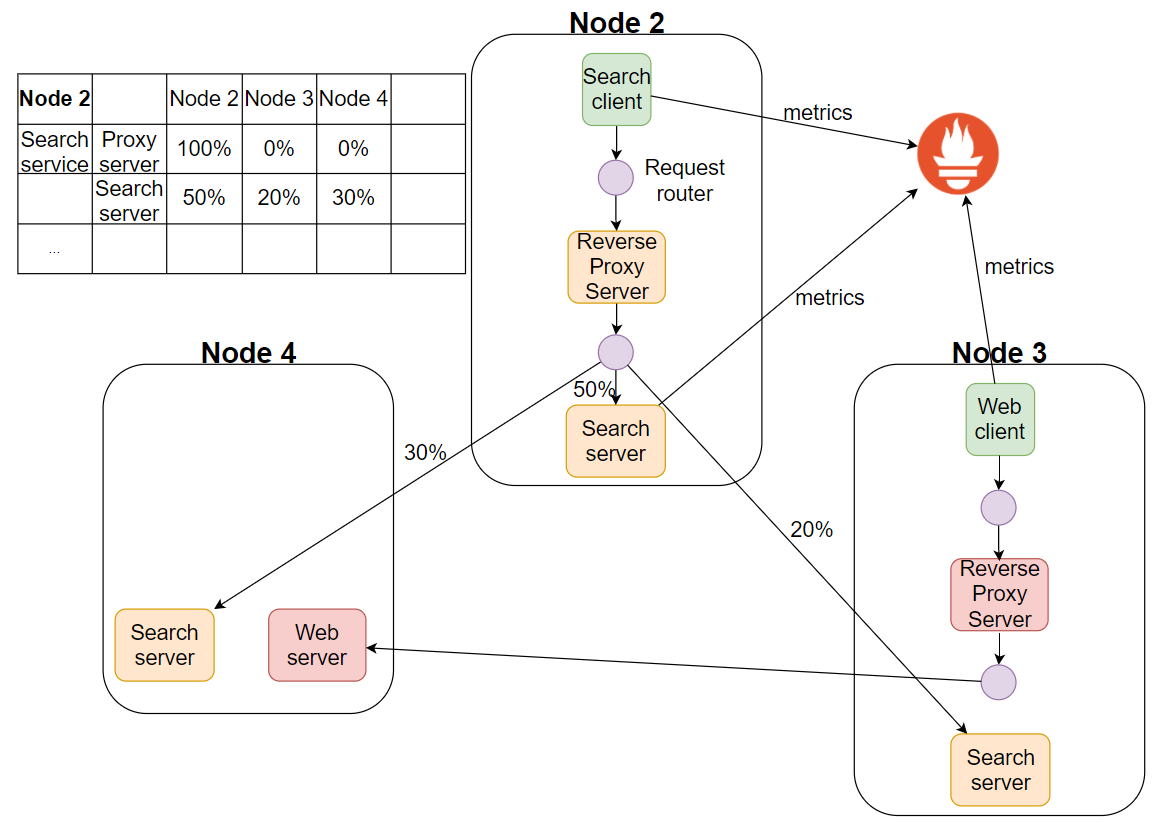 Node 2
Search
client
metrics
Request
router
Reverse
Proxy
Server
metrics
metrics
50%
Search
server
30%
20%
Node 2 Node 2 Node 3 Node 4
Search Proxy
service server 100% 0% 0%
Search
server 50% 20% 30%
...
Node 4
Search
server
Web
server
Node 3
Web
client
Reverse
Proxy
Server
Search
server